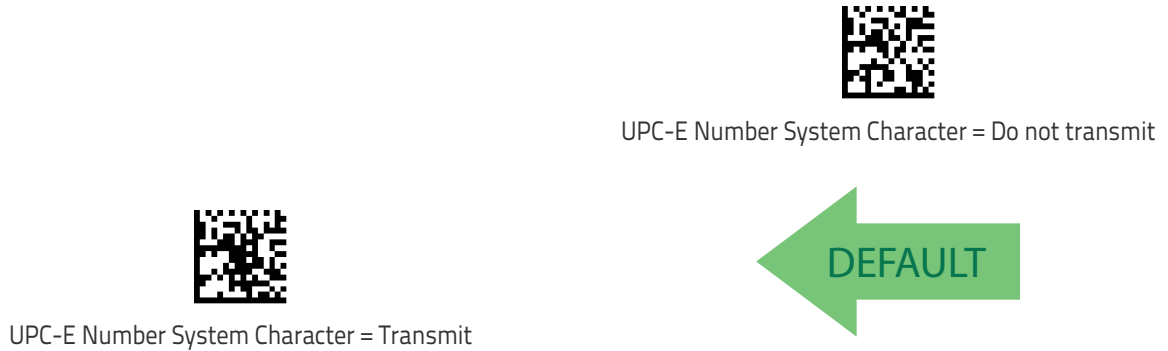 UPC-E Number System Character = Do not transmit
DEFAULT
UPC-E Number System Character = Transmit